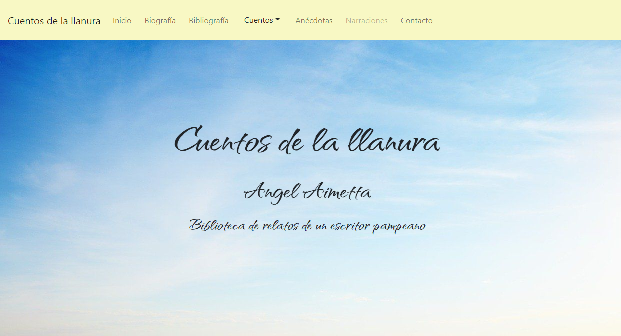 Cuentos de la llanura Inicio Biografía Bibliografía Cuentos Anécdotas Narraciones Contacto
Cuentos de la llanura
Angel Aimetta
Biblioteca de relatos de un escritor pampeano